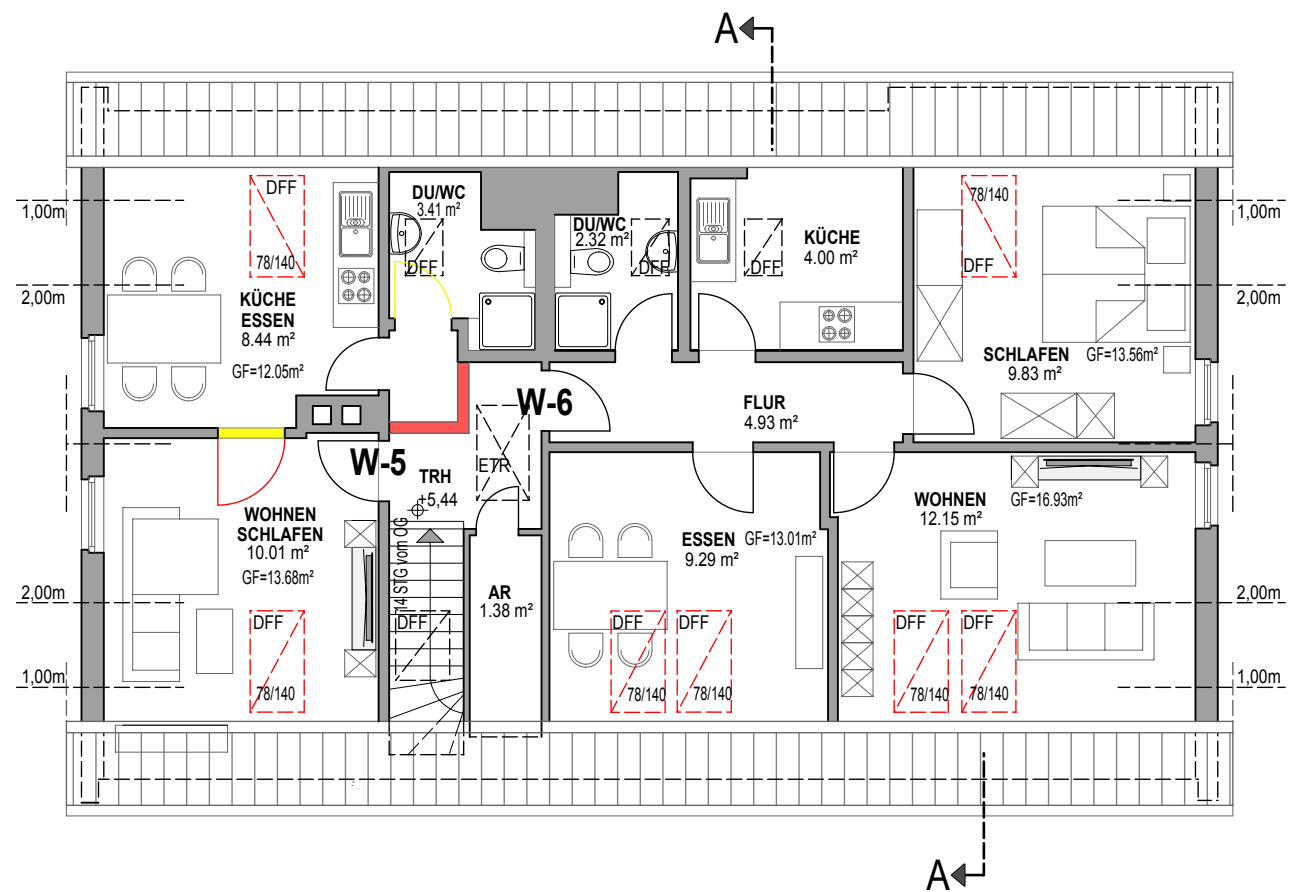 A
DFF
78/140
1,00m
2,00m
KÜCHE
ESSEN
8.44 m²
GF=12.05m²
DU/WC
3.41 m²
DFF
DU/WC
2.32 m²
DFF
KÜCHE
4.00 m²
DFF
78/140
DFF
1,00m
2,00m
SCHLAFEN
GF=13.56m²
9.83 m²
W-6
FLUR
4.93 m²
W-5
TRH
+5,44
ETR
14 STG vom OG
DFF
WOHNEN
SCHLAFEN
10.01 m²
GF=13.68m²
DFF
78/140
2,00m
1,00m
AR
1.38 m²
ESSEN
GF=13.01m²
9.29 m²
DFF
DFF
78/140
78/140
WOHNEN
GF=16.93m²
12.15 m²
DFF
DFF
78/140
78/140
2,00m
1,00m
A